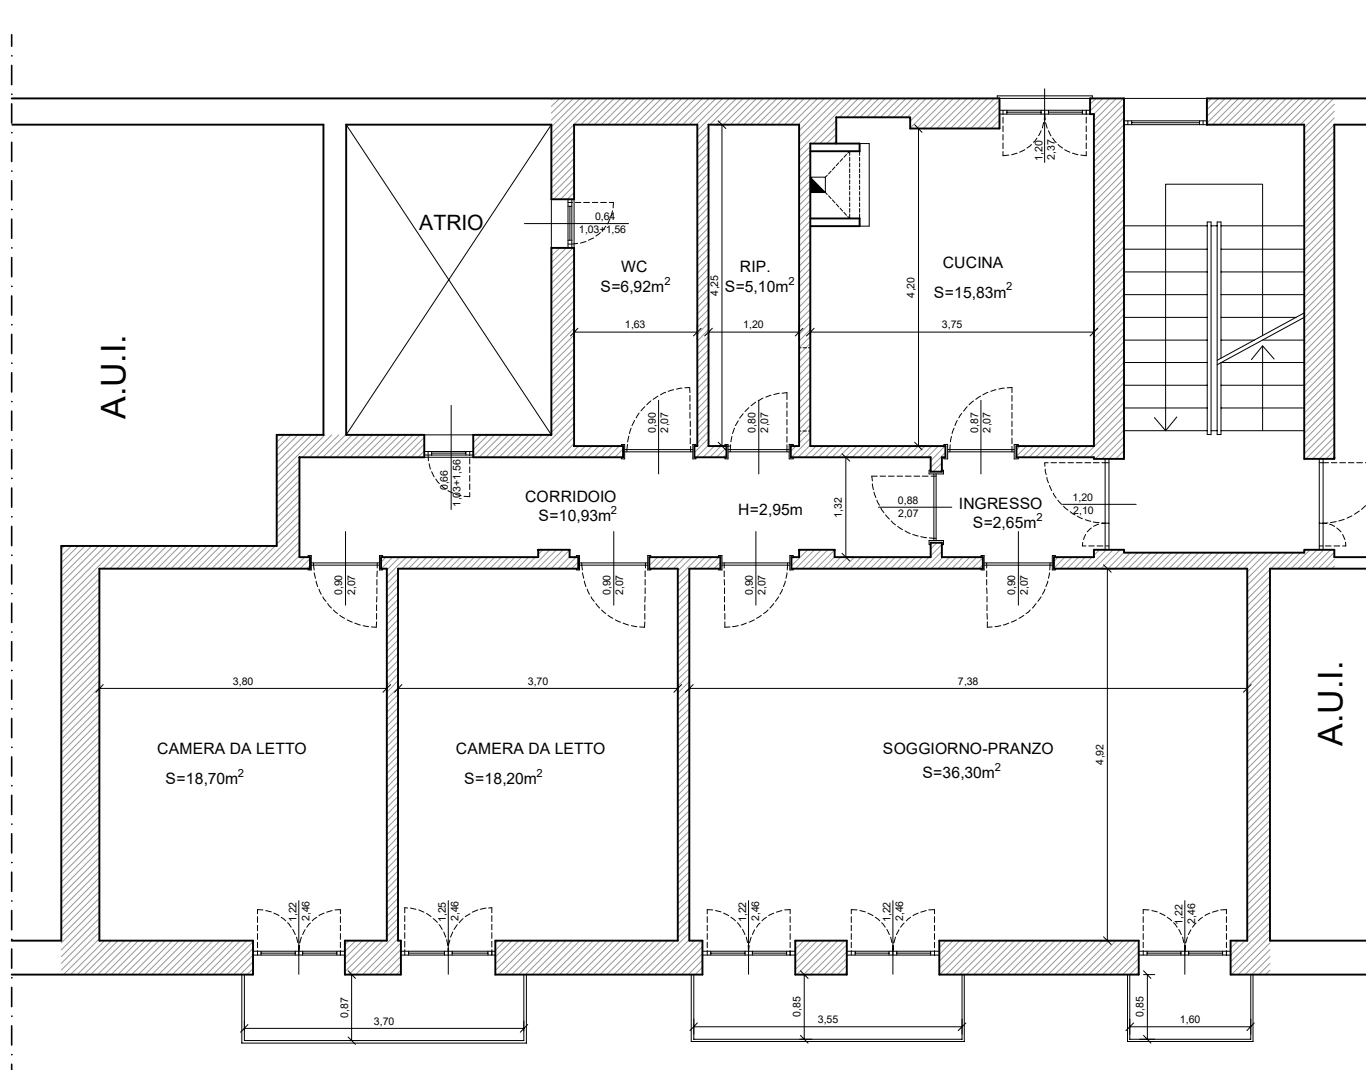 1,20
2,37
ATRIO
0,64
1,03+1,56
WC
S=6,92m²
RIP.
S=5,10m²
CUCINA
S=15,83m²
4,25
4,20
1,63
1,20
3,75
A.U.I.
0,90
2,07
0,80
2,07
0,87
2,07
0,66
1,03+1,56
CORRIDOIO
S=10,93m²
H=2,95m
1,32
0,88
2,07
INGRESSO
S=2,65m²
1,20
2,10
0,90
2,07
0,90
2,07
0,90
2,07
0,90
2,07
3,80
3,70
7,38
4,92
A.U.I.
CAMERA DA LETTO
S=18,70m²
CAMERA DA LETTO
S=18,20m²
SOGGIORNO-PRANZO
S=36,30m²
1,22
2,46
1,25
2,46
1,22
2,46
1,22
2,46
1,22
2,46
0,87
3,70
0,85
3,55
0,85
1,60